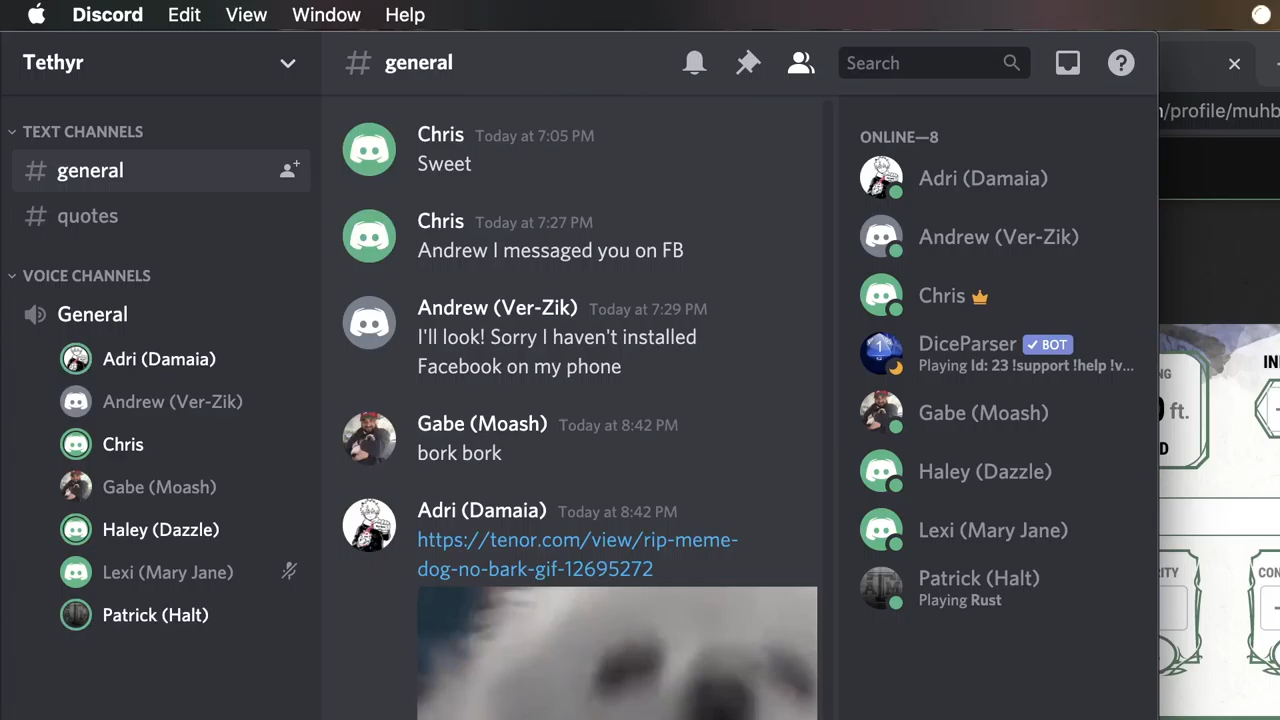 Discord Edit View Window Help
Tethyr
TEXT CHANNELS
# general
# quotes
VOICE CHANNELS
General
Adri (Damaia)
Andrew (Ver-Zik)
Chris
Gabe (Moash)
Haley (Dazzle)
Lexi (Mary Jane)
Patrick (Halt)
# general
Search
Chris Today at 7:05 PM
Sweet
Chris Today at 7:27 PM
Andrew I messaged you on FB
Andrew (Ver-Zik) Today at 7:29 PM
I'll look! Sorry I haven't installed
Facebook on my phone
Gabe (Moash) Today at 8:42 PM
bork bork
Adri (Damaia) Today at 8:42 PM
https://tenor.com/view/rip-meme-
dog-no-bark-gif-12695272
ONLINE—8
Adri (Damaia)
Andrew (Ver-Zik)
Chris
DiceParser ✓ BOT
Playing Id: 23 !support !help !v...
Gabe (Moash)
Haley (Dazzle)
Lexi (Mary Jane)
Patrick (Halt)
Playing Rust
/profile/muhb
ft.